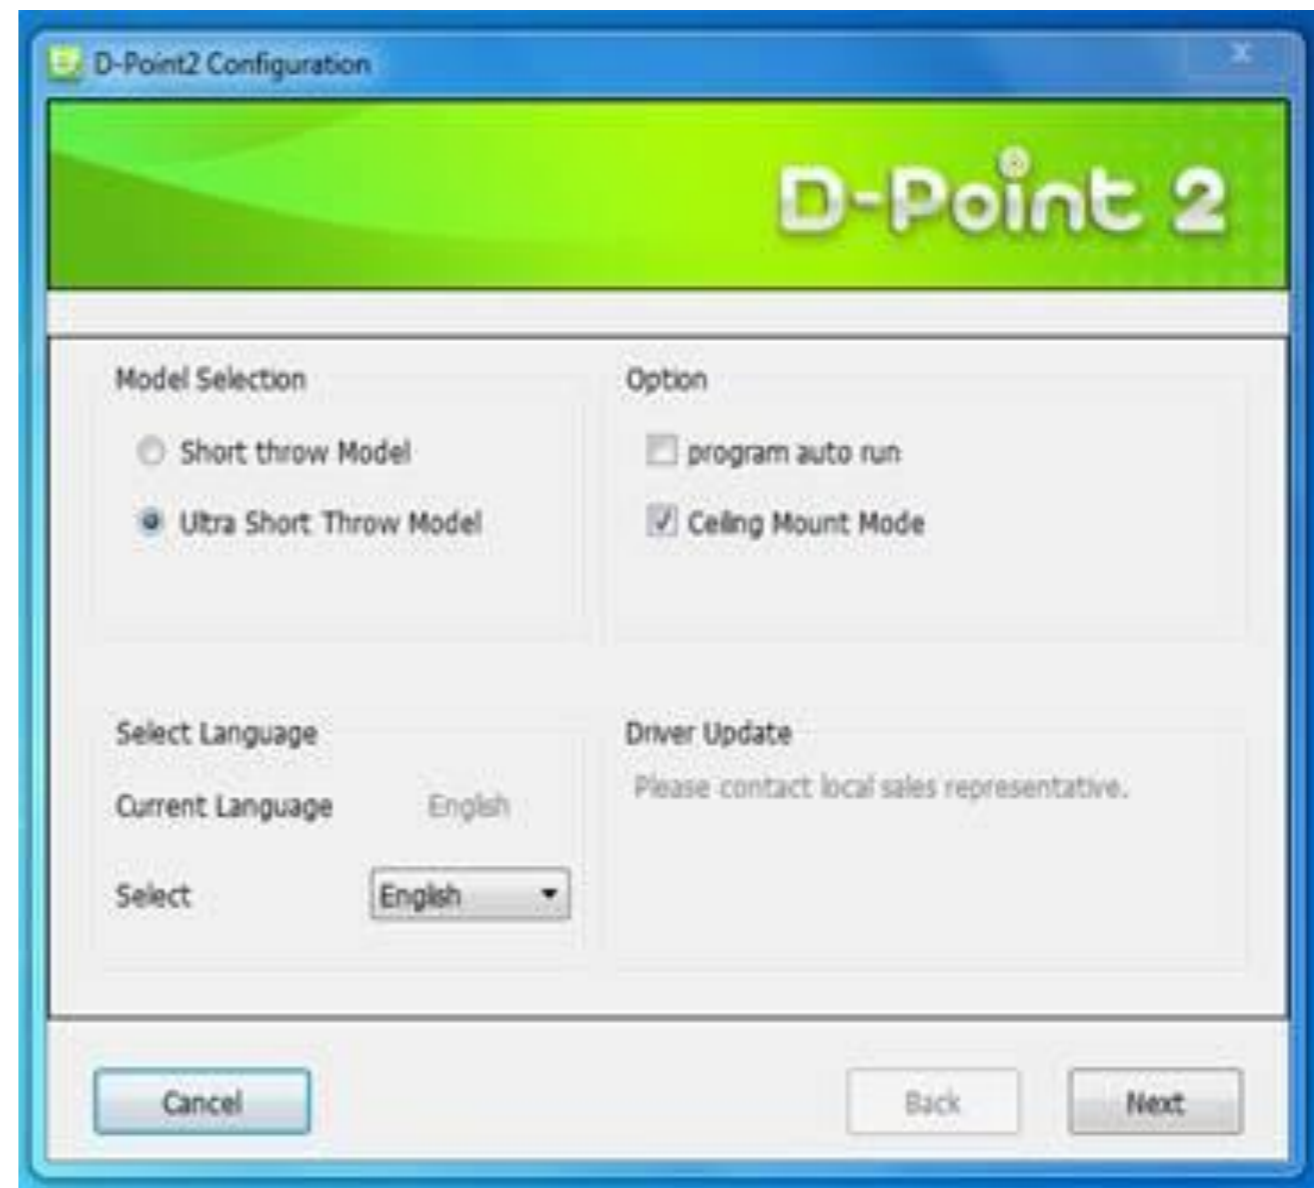 D-Point2 Configuration
D-Point 2
Model Selection
Short throw Model
Ultra Short Throw Model
Option
program auto run
Ceiling Mount Mode
Select Language
Current Language English
Select English
Driver Update
Please contact local sales representative.
Cancel
Back
Next